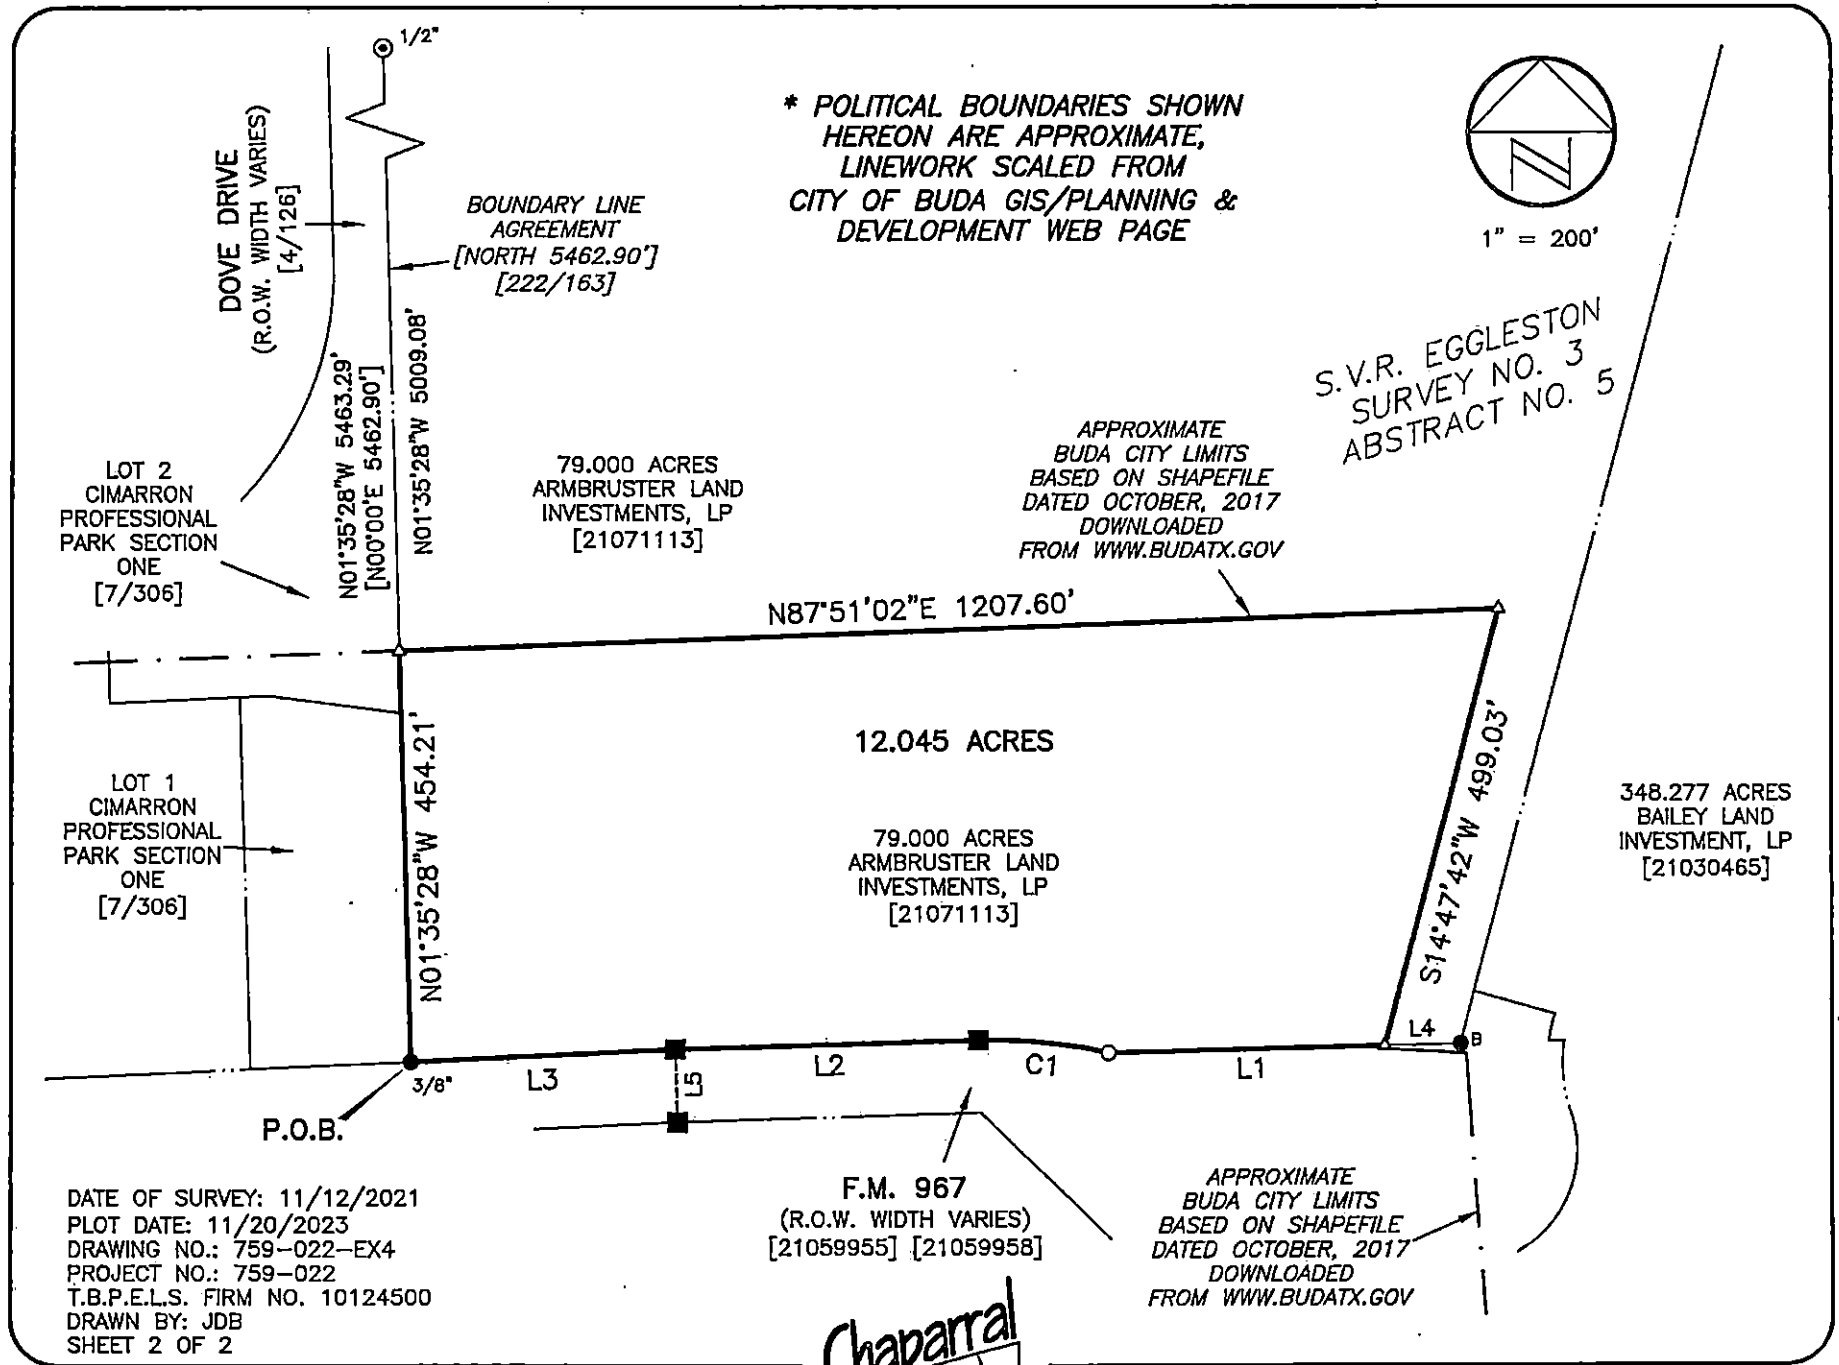 1/2"
DOVE DRIVE
(R.O.W. WIDTH VARIES)
[4/126]
BOUNDARY LINE
AGREEMENT
[NORTH 5462.90']
[222/163]
* POLITICAL BOUNDARIES SHOWN
HEREON ARE APPROXIMATE,
LINEWORK SCALED FROM
CITY OF BUDA GIS/PLANNING &
DEVELOPMENT WEB PAGE
N
1" = 200'
S.V.R. EGGLESTON
SURVEY NO. 3
ABSTRACT NO. 5
N01°35'28"W 5463.29'
[N00°00'E 5462.90']
N01°35'28"W 5009.08'
LOT 2
CIMARRON
PROFESSIONAL
PARK SECTION
ONE
[7/306]
79.000 ACRES
ARMBRUSTER LAND
INVESTMENTS, LP
[21071113]
APPROXIMATE
BUDA CITY LIMITS
BASED ON SHAPEFILE
DATED OCTOBER, 2017
DOWNLOADED
FROM WWW.BUDATX.GOV
N87°51'02"E 1207.60'
12.045 ACRES
LOT 1
CIMARRON
PROFESSIONAL
PARK SECTION
ONE
[7/306]
N01°35'28"W 454.21'
79.000 ACRES
ARMBRUSTER LAND
INVESTMENTS, LP
[21071113]
S14°47'42"W 499.03'
348.277 ACRES
BAILEY LAND
INVESTMENT, LP
[21030465]
L4
B
3/8"
L3
L5
L2
C1
L1
P.O.B.
F.M. 967
(R.O.W. WIDTH VARIES)
[21059955] [21059958]
APPROXIMATE
BUDA CITY LIMITS
BASED ON SHAPEFILE
DATED OCTOBER, 2017
DOWNLOADED
FROM WWW.BUDATX.GOV
DATE OF SURVEY: 11/12/2021
PLOT DATE: 11/20/2023
DRAWING NO.: 759-022-EX4
PROJECT NO.: 759-022
T.B.P.E.L.S. FIRM NO. 10124500
DRAWN BY: JDB
SHEET 2 OF 2
Chaparral